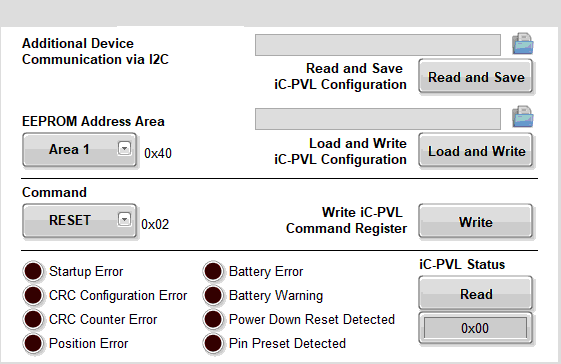 Additional Device
Communication via I2C
Read and Save
iC-PVL Configuration
Read and Save
EEPROM Address Area
Area 1
0x40
Load and Write
iC-PVL Configuration
Load and Write
Command
RESET
0x02
Write iC-PVL
Command Register
Write
Startup Error
CRC Configuration Error
CRC Counter Error
Position Error
Battery Error
Battery Warning
Power Down Reset Detected
Pin Preset Detected
iC-PVL Status
Read
0x00